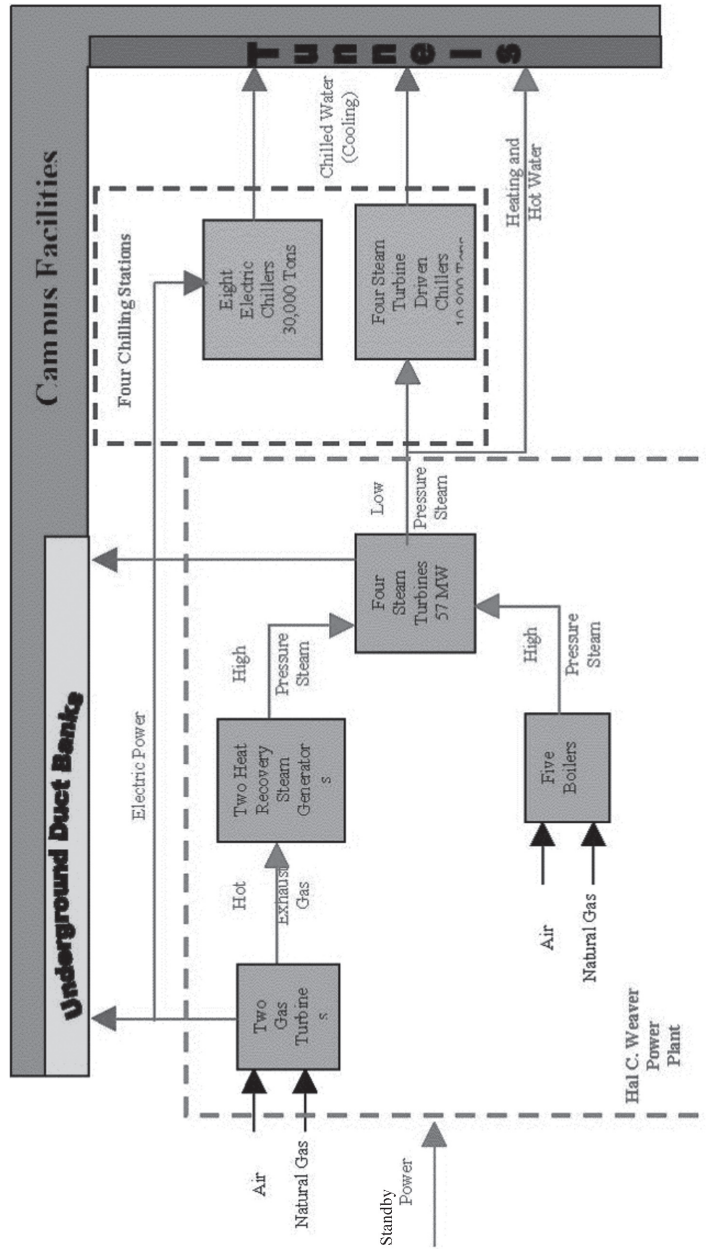 Campus Facilities
Underground Duct Banks
Tunnels
Electric Power
Four Chilling Stations
Eight
Electric
Chillers
30,000 Tons
Four Steam
Turbine
Driven
Chillers
Tons
Chilled Water
(Cooling)
Heating and
Hot Water
Low
Pressure
Steam
Four
Steam
Turbines
57 MW
High
Pressure
Steam
Two Heat
Recovery
Steam
Generator
s
Hot
Exhaust
Gas
Two
Gas
Turbine
s
Air
Natural Gas
High
Pressure
Steam
Five
Boilers
Air
Natural Gas
Hal C. Weaver
Power
Plant
Standby
Power